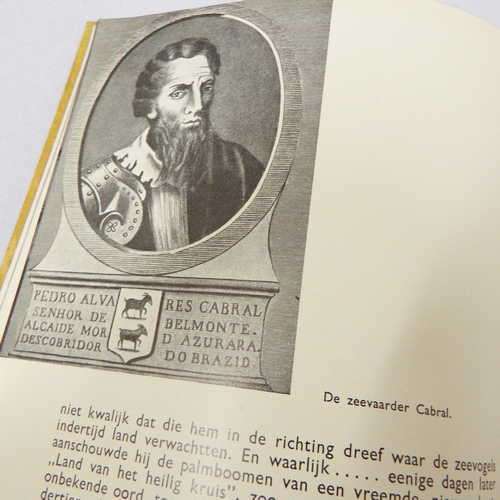 PEDRO ALVA RES CABRAL
SENHOR DE BELMONTE.
ALCAIDE MOR D AZURARA.
DESCOBRIDOR DO BRAZID.
De zeevaarder Cabral.
niet kwalijk dat die hem in de richting dreef waar de zeevogels
indertijd land verwachtten. En waarlijk ..... eenige dagen later
aanschouwde hij de palmboomen van een vreemde
„Land van het heilig kruis",
onbekende oord